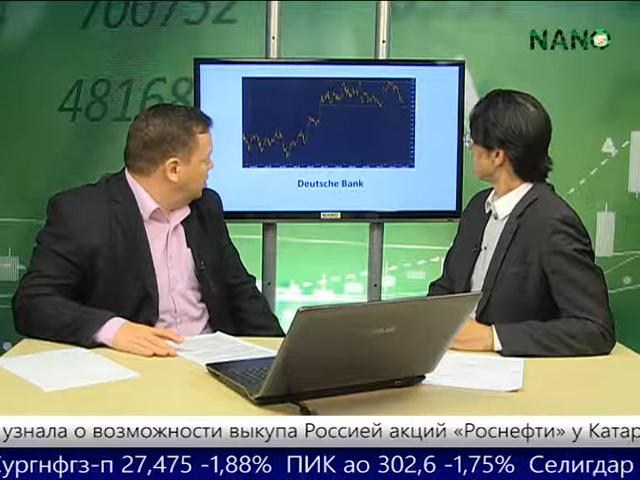 700752
NANO
48168
Deutsche Bank
узнала о возможности выкупа Россией акций «Роснефти» у Катар
Сургнфгз-п 27,475 -1,88% ПИК ао 302,6 -1,75% Селигдар